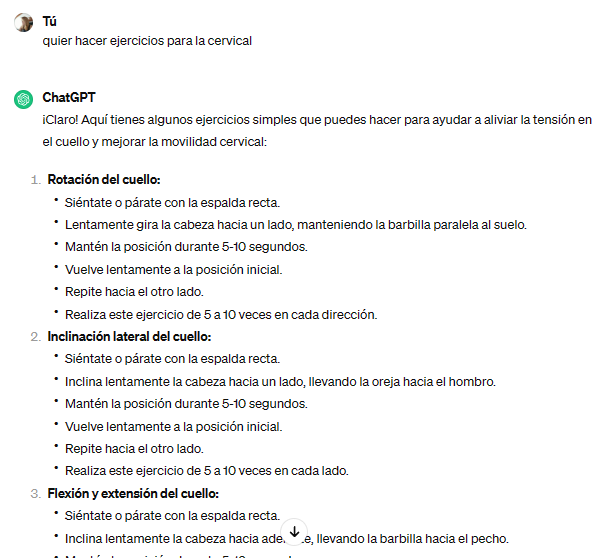 Tú
quier hacer ejercicios para la cervical
ChatGPT
¡Claro! Aquí tienes algunos ejercicios simples que puedes hacer para ayudar a aliviar la tensión en
el cuello y mejorar la movilidad cervical:
1. Rotación del cuello:
• Siéntate o párate con la espalda recta.
• Lentamente gira la cabeza hacia un lado, manteniendo la barbilla paralela al suelo.
• Mantén la posición durante 5-10 segundos.
• Vuelve lentamente a la posición inicial.
• Repite hacia el otro lado.
• Realiza este ejercicio de 5 a 10 veces en cada dirección.
2. Inclinación lateral del cuello:
• Siéntate o párate con la espalda recta.
• Inclina lentamente la cabeza hacia un lado, llevando la oreja hacia el hombro.
• Mantén la posición durante 5-10 segundos.
• Vuelve lentamente a la posición inicial.
• Repite hacia el otro lado.
• Realiza este ejercicio de 5 a 10 veces en cada lado.
3. Flexión y extensión del cuello:
• Siéntate o párate con la espalda recta.
• Inclina lentamente la cabeza hacia , llevando la barbilla hacia el pecho.